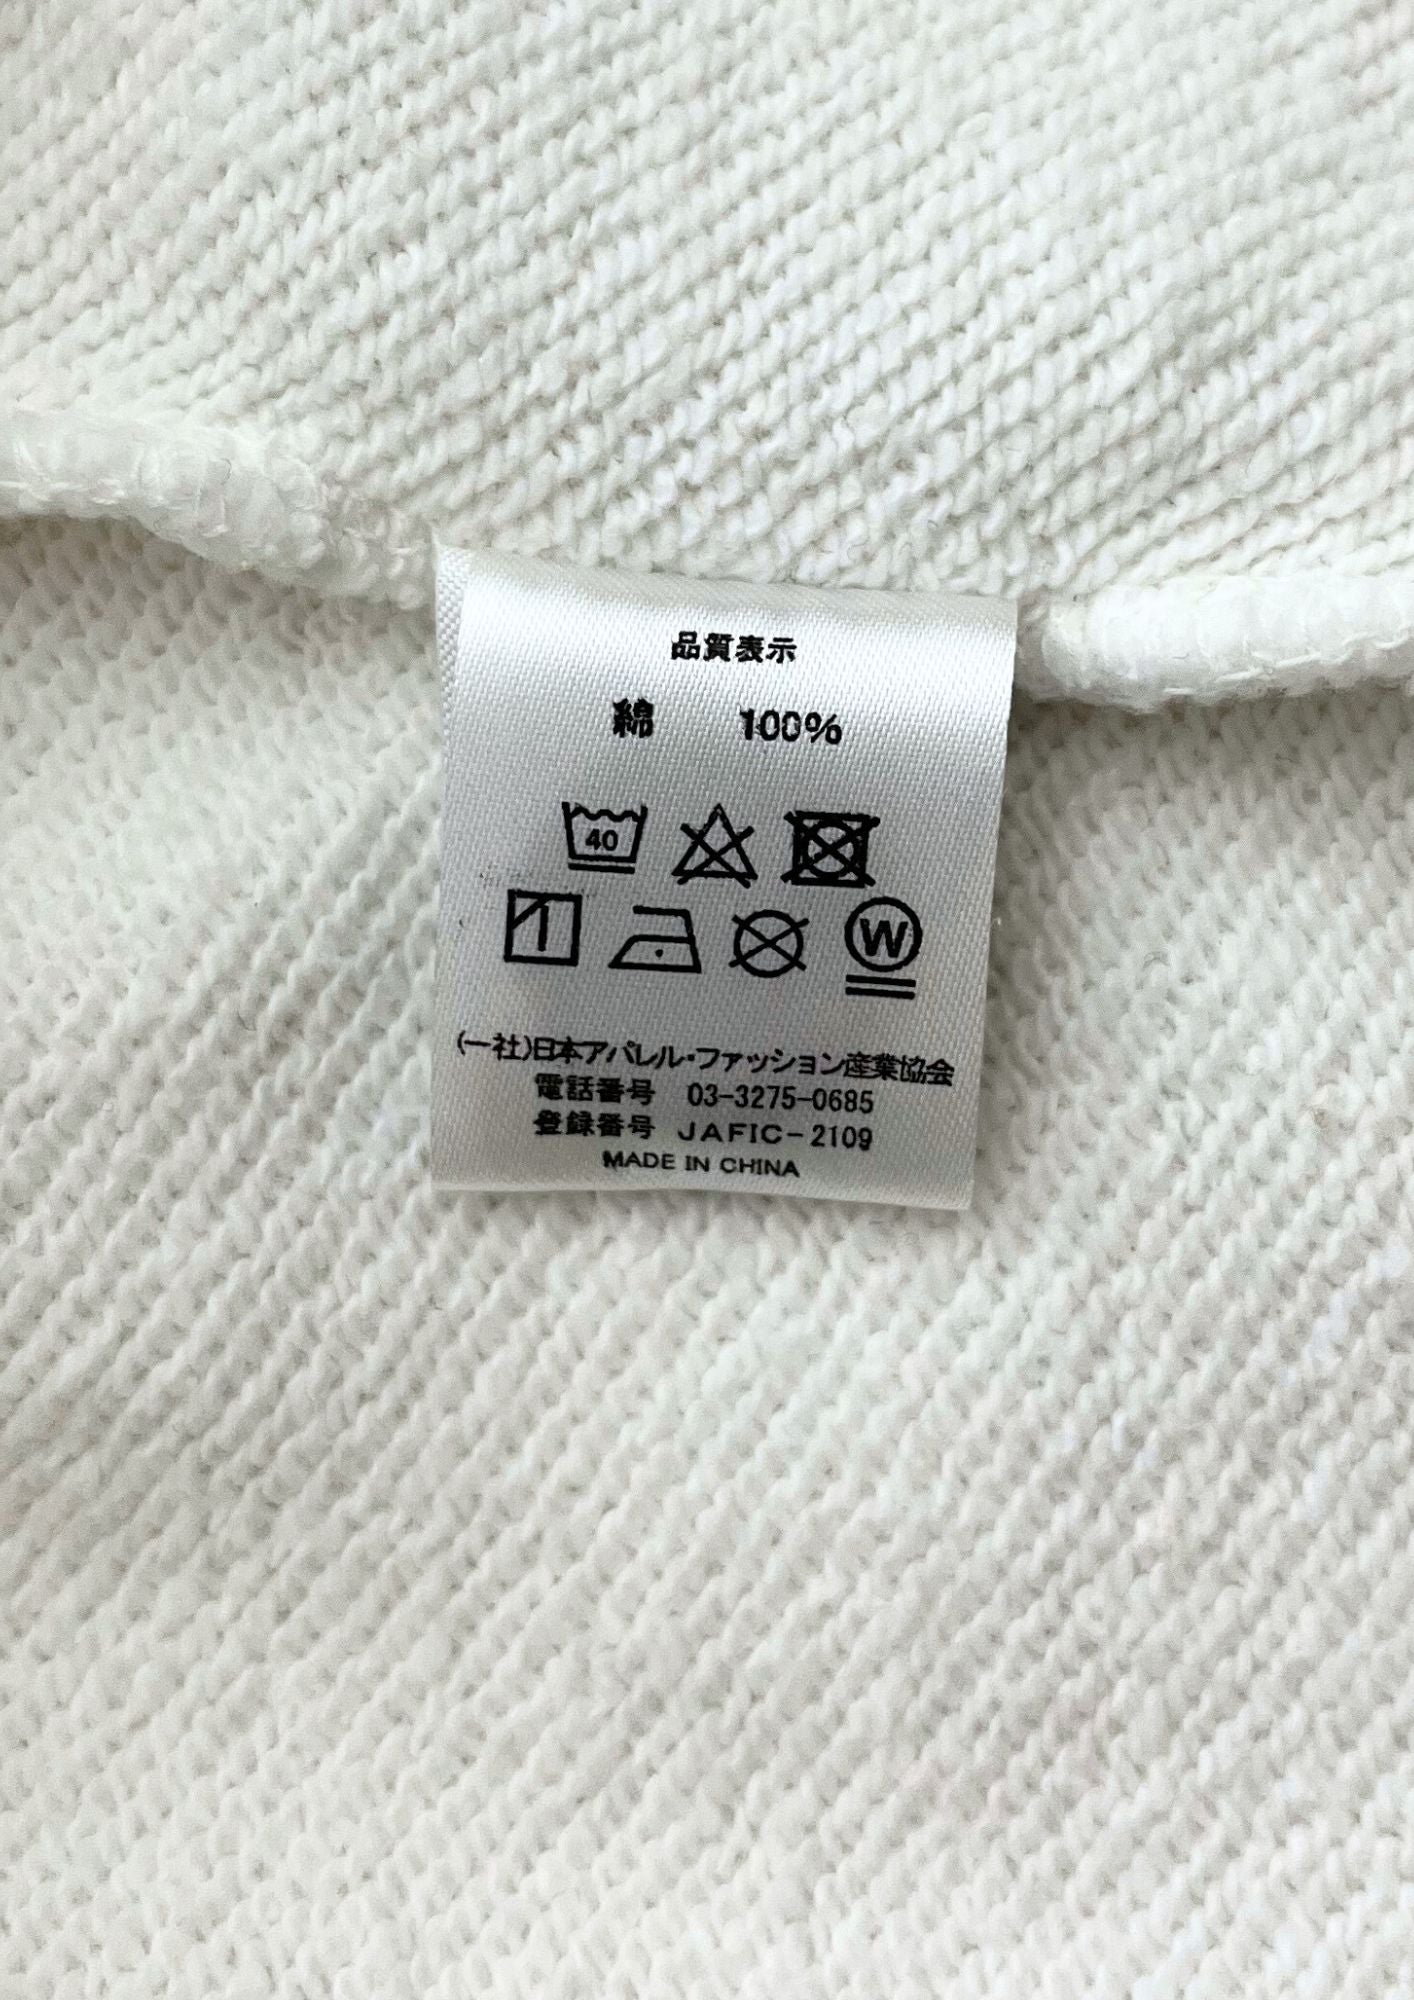 品質表示
綿 100%
40
W
(一社)日本アパレル・ファッション産業協会
電話番号 03-3275-0685
登録番号 JAFIC-2109
MADE IN CHINA